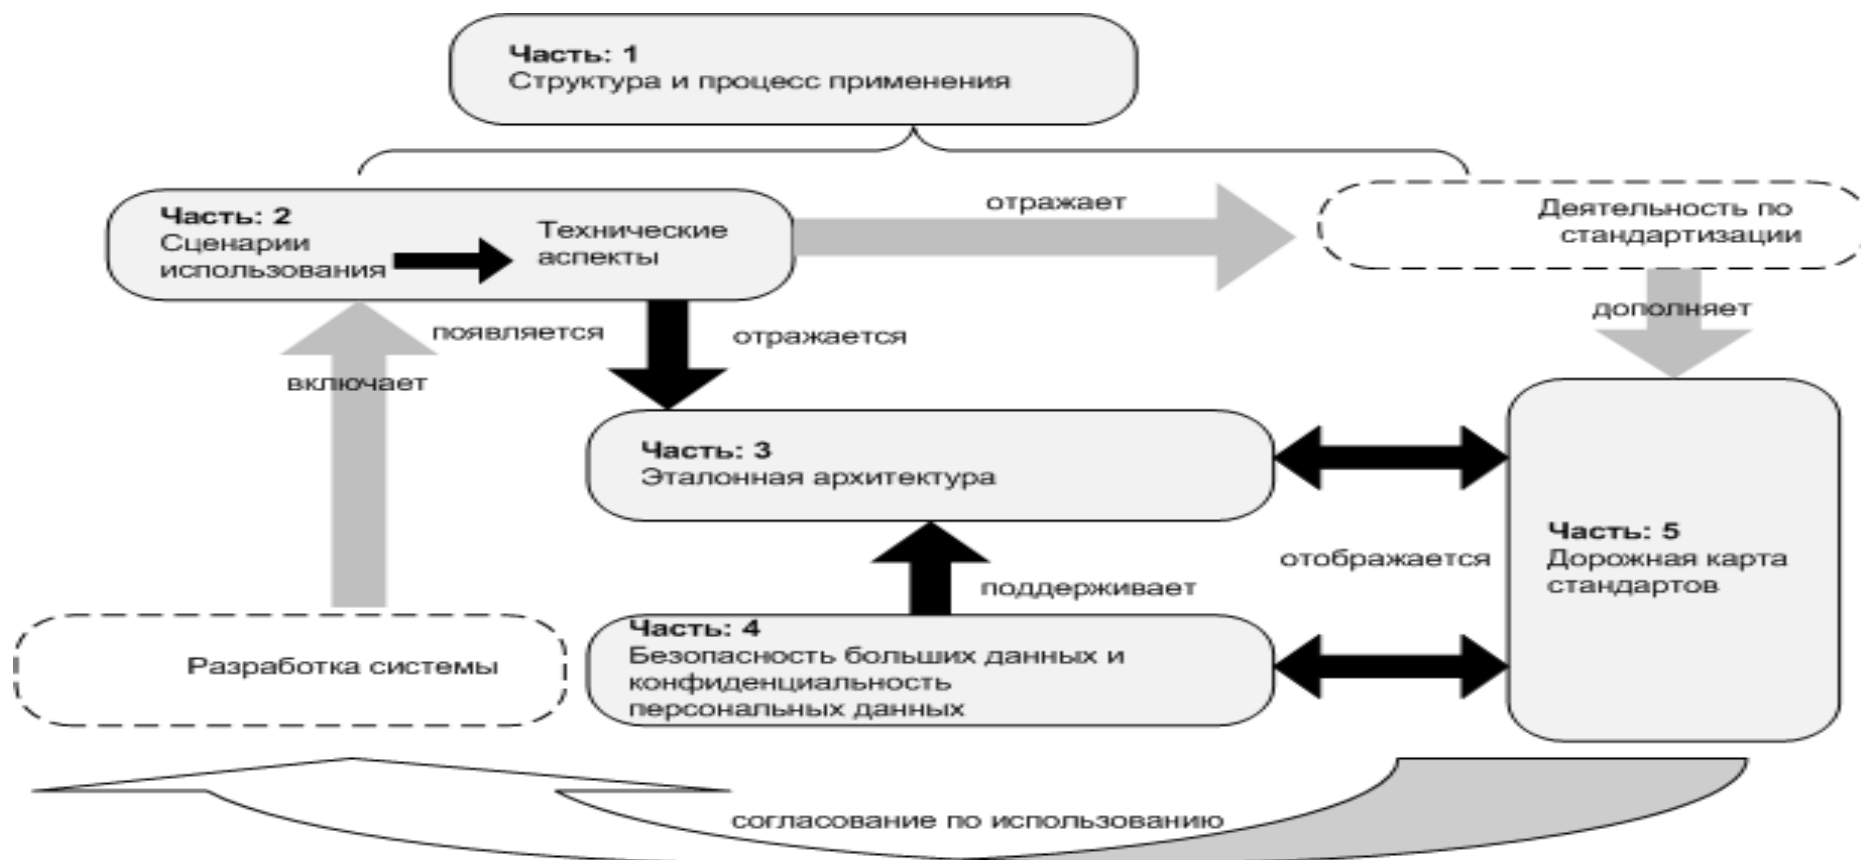 Часть: 1
Структура и процесс применения
отражает
Деятельность по
стандартизации
Часть: 2
Сценарии
использования
Технические
аспекты
дополняет
появляется
отражается
включает
Часть: 3
Эталонная архитектура
Часть: 5
Дорожная карта
стандартов
отображается
поддерживает
Часть: 4
Безопасность больших данных и
конфиденциальность
персональных данных
Разработка системы
согласование по использованию